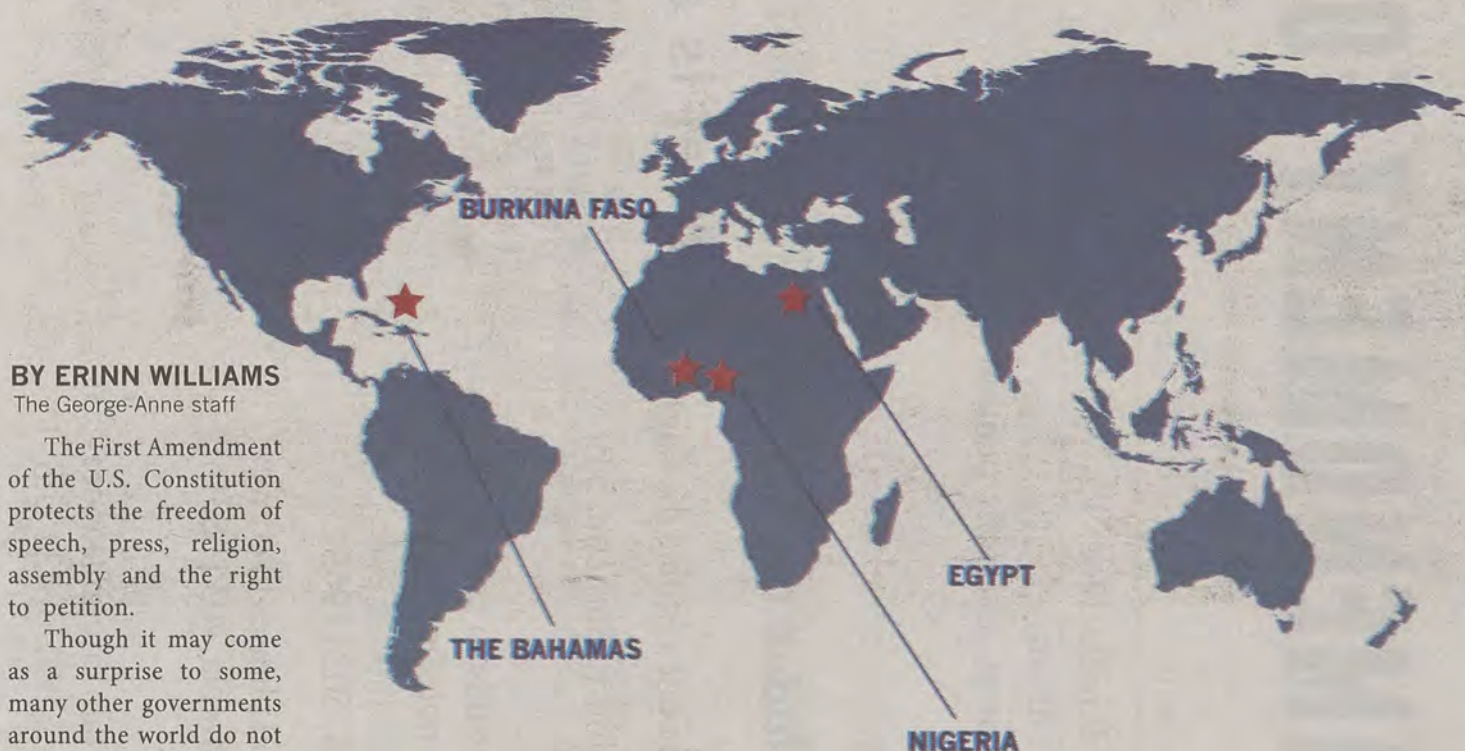 BURKINA FASO
BY ERINN WILLIAMS
The George-Anne staff
The First Amendment
of the U.S. Constitution
protects the freedom of
speech, press, religion,
assembly and the right
to petition.
Though it may come
as a surprise to some,
many other governments
around the world do not
EGYPT
THE BAHAMAS
NIGERIA